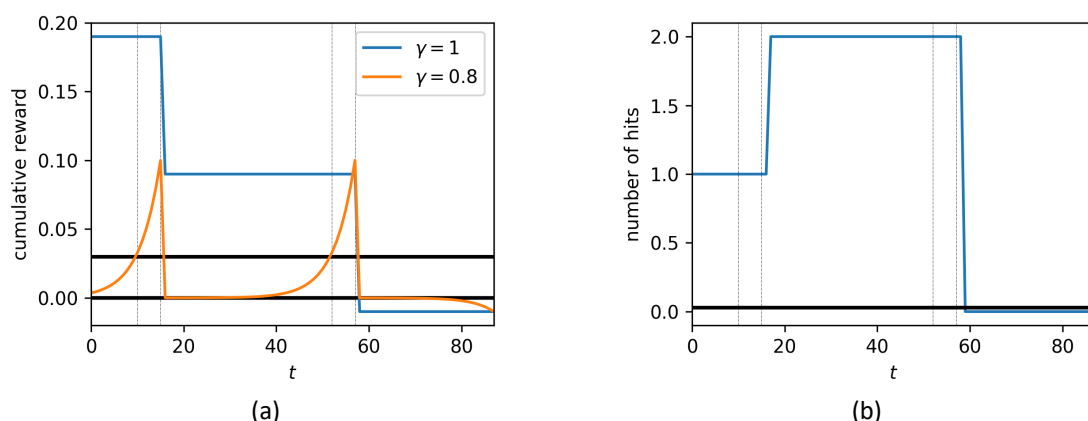 0.20
0.15
0.10
0.05
0.00
cumulative reward
0 20 40 60 80
t
γ = 1
γ = 0.8
(a)
2.0
1.5
1.0
0.5
0.0
number of hits
0 20 40 60 80
t
(b)